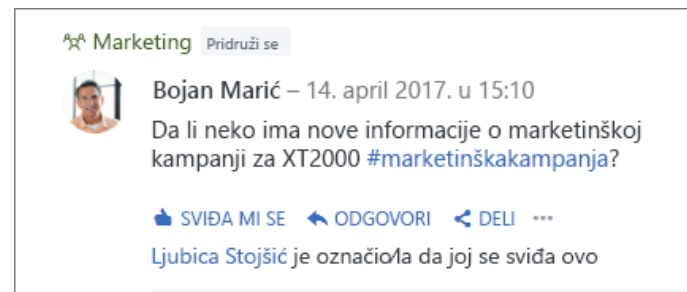 Marketing Pridruži se
Bojan Marić – 14. april 2017. u 15:10
Da li neko ima nove informacije o marketinškoj
kampanji za XT2000 #marketinškakampanja?
SVIĐA MI SE ODGOVORI DELI
Ljubica Stojšić je označio/la da joj se sviđa ovo